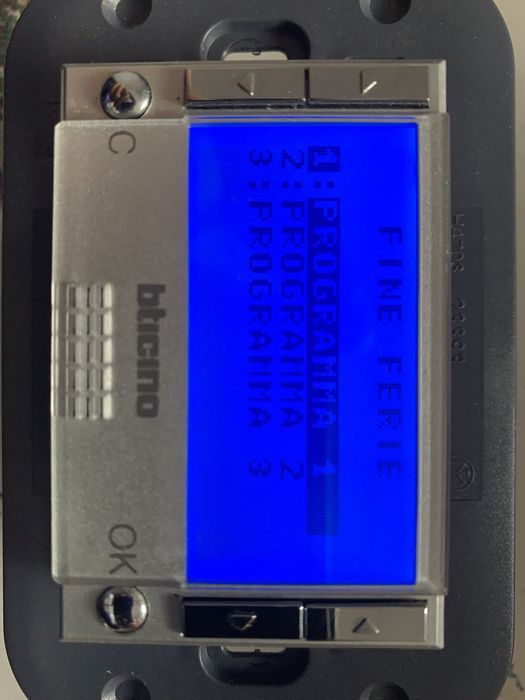 FINE FERIE
1:PROGRAMMA 1
2:PROGRAMMA 2
3:PROGRAMMA 3
C
bticino
OK